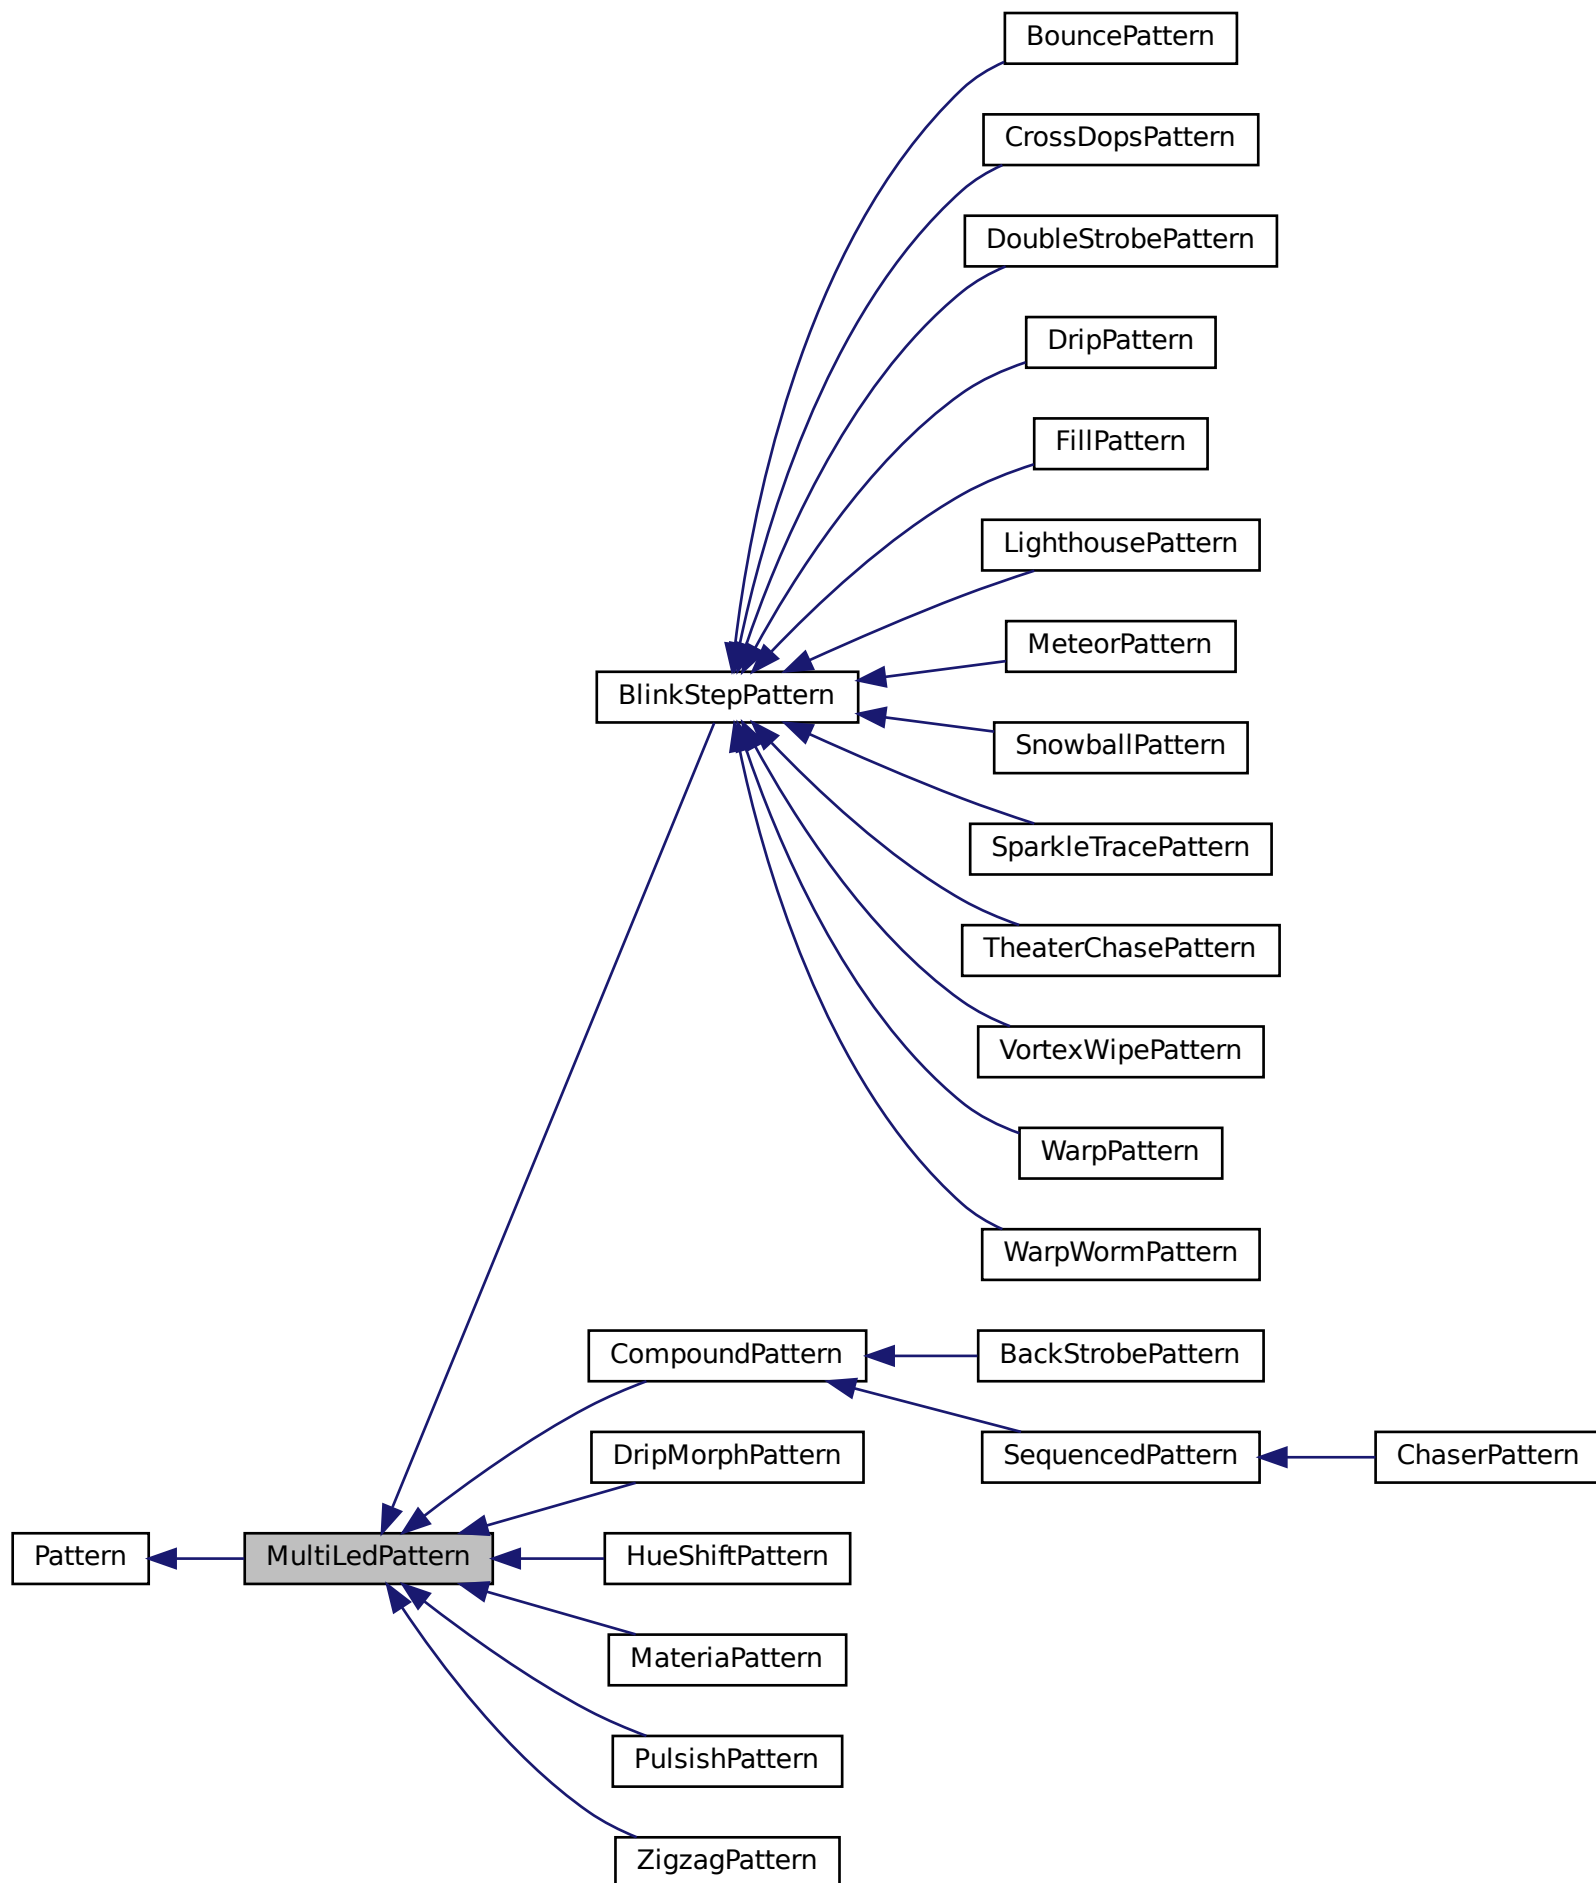 BouncePattern
CrossDopsPattern
DoubleStrobePattern
DripPattern
FillPattern
LighthousePattern
MeteorPattern
BlinkStepPattern
SnowballPattern
SparkleTracePattern
TheaterChasePattern
VortexWipePattern
WarpPattern
WarpWormPattern
CompoundPattern
BackStrobePattern
DripMorphPattern
SequencedPattern
ChaserPattern
Pattern
MultiLedPattern
HueShiftPattern
MateriaPattern
PulsishPattern
ZigzagPattern